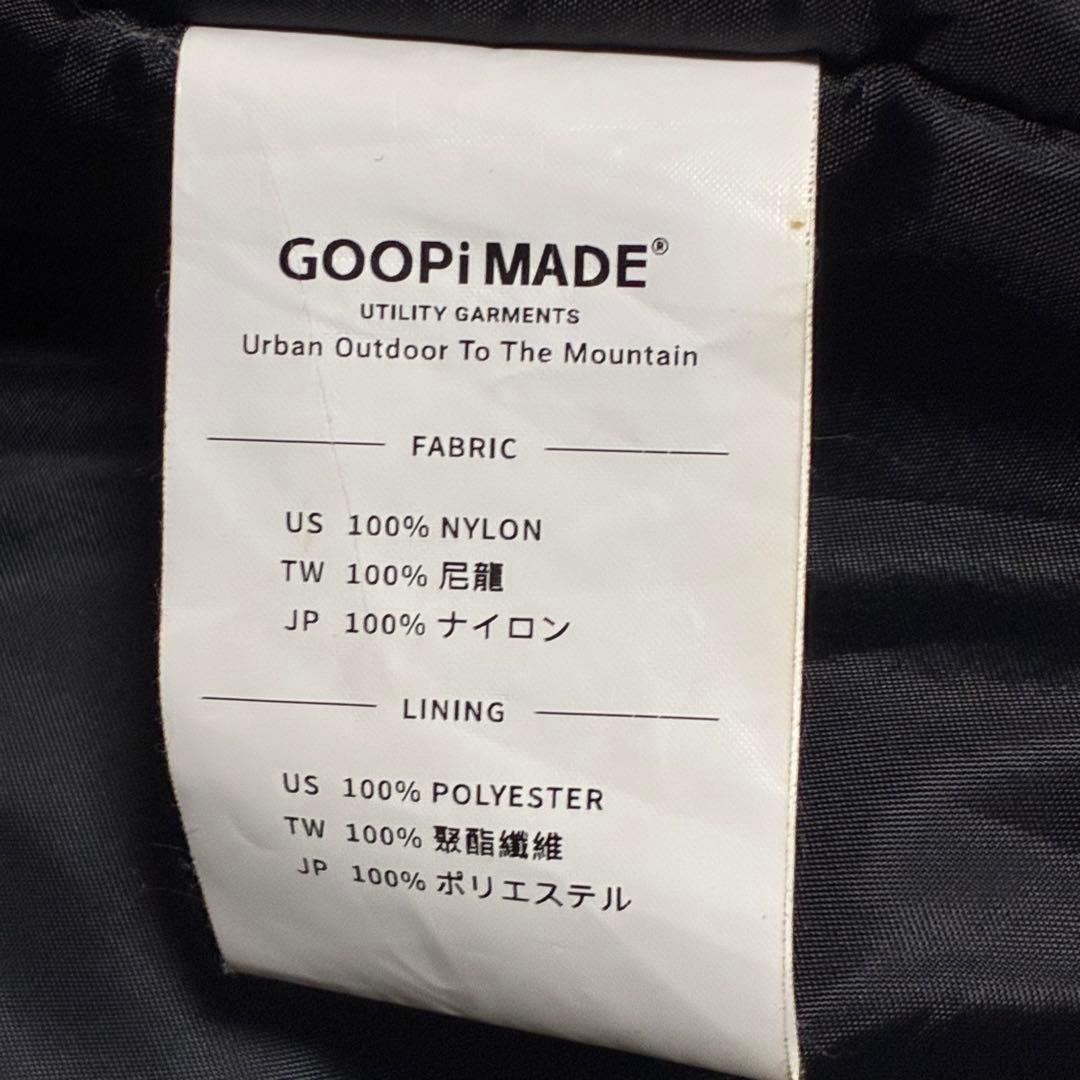 GOOPi MADE®
UTILITY GARMENTS
Urban Outdoor To The Mountain
FABRIC
US 100% NYLON
TW 100% 尼龍
JP 100% ナイロン
LINING
US 100% POLYESTER
TW 100% 聚酯纖維
JP 100% ポリエステル